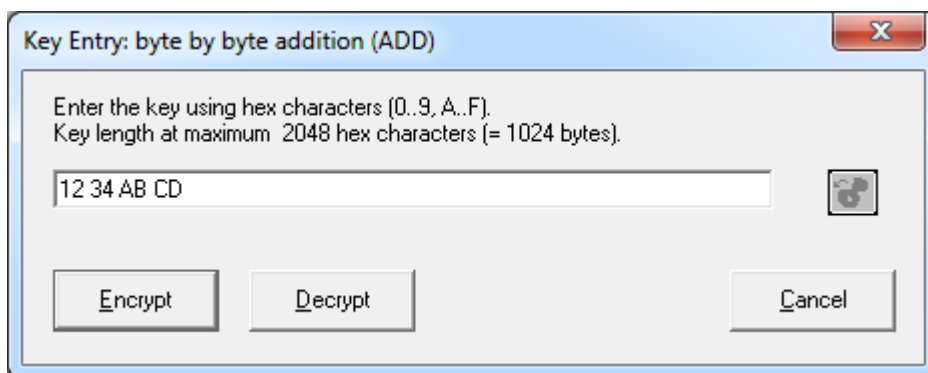 Key Entry: byte by byte addition (ADD)
Enter the key using hex characters (0..9, A..F).
Key length at maximum  2048 hex characters (= 1024 bytes).
12 34 AB CD
Encrypt Decrypt Cancel